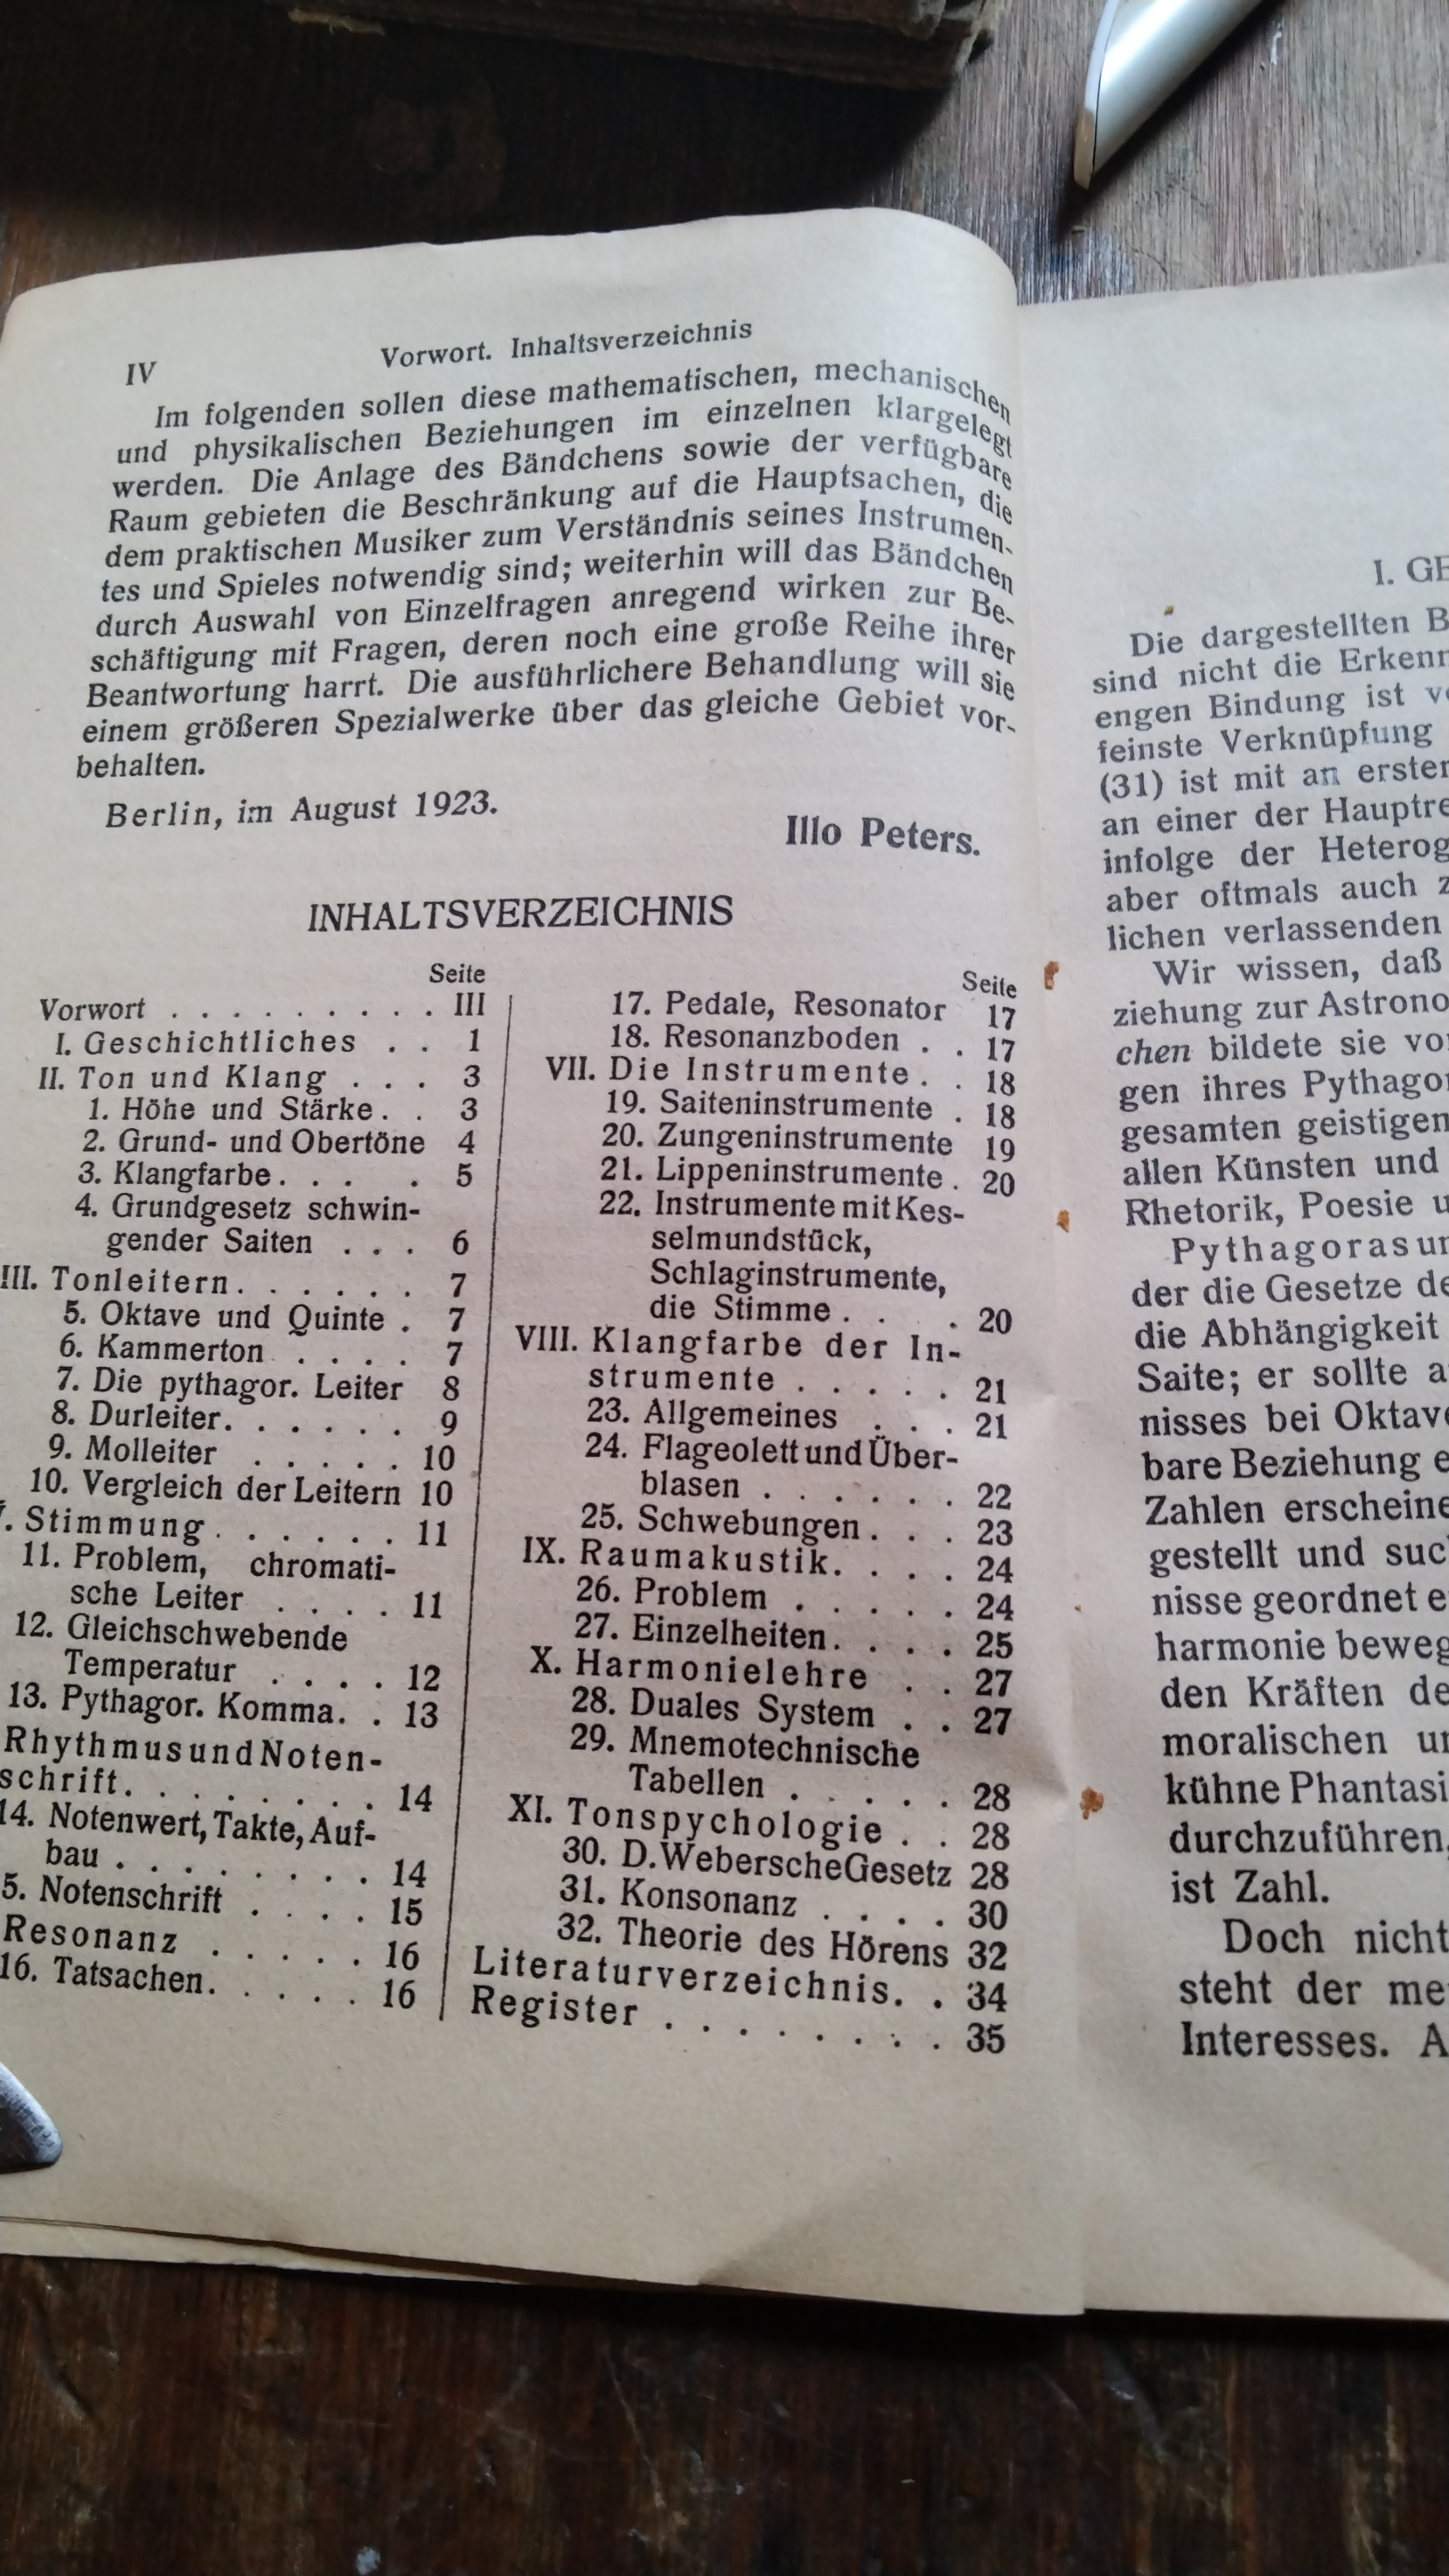 IV
Vorwort. Inhaltsverzeichnis
Im folgenden sollen diese mathematischen, mechanischen
und physikalischen Beziehungen im einzelnen klargelegt
werden. Die Anlage des Bändchens sowie der verfügbare
Raum gebieten die Beschränkung auf die Hauptsachen, die
dem praktischen Musiker zum Verständnis seines Instrumen-
tes und Spieles notwendig sind; weiterhin will das Bändchen
durch Auswahl von Einzelfragen anregend wirken zur Be-
schäftigung mit Fragen, deren noch eine große Reihe ihrer
Beantwortung harrt. Die ausführlichere Behandlung will sie
einem größeren Spezialwerke über das gleiche Gebiet vor-
behalten.
Berlin, im August 1923.
Illo Peters.
INHALTSVERZEICHNIS
Seite
Vorwort . . . . . . . . . III
I. Geschichtliches . . 1
II. Ton und Klang . . . 3
1. Höhe und Stärke . . 3
2. Grund- und Obertöne 4
3. Klangfarbe . . . . 5
4. Grundgesetz schwin-
gender Saiten . . . 6
III. Tonleitern . . . . . . 7
5. Oktave und Quinte . 7
6. Kammerton . . . . 7
7. Die pythagor. Leiter 8
8. Durleiter . . . . . . 9
9. Molleiter . . . . . 10
10. Vergleich der Leitern 10
. Stimmung . . . . . . 11
11. Problem, chromati-
sche Leiter . . . . 11
12. Gleichschwebende
Temperatur . . . . 12
13. Pythagor. Komma. . 13
Rhythmus und Noten-
schrift . . . . . . . . 14
14. Notenwert, Takte, Auf-
bau . . . . . . . . 14
5. Notenschrift . . . . 15
Resonanz . . . . . 16
16. Tatsachen . . . . . 16
Seite
17. Pedale, Resonator 17
18. Resonanzboden . . 17
VII. Die Instrumente . . 18
19. Saiteninstrumente . 18
20. Zungeninstrumente 19
21. Lippeninstrumente . 20
22. Instrumente mit Kes-
selmundstück,
Schlaginstrumente,
die Stimme . . . 20
VIII. Klangfarbe der In-
strumente . . . . . 21
23. Allgemeines . . . 21
24. Flageolett und Über-
blasen . . . . . . 22
25. Schwebungen . . . 23
IX. Raumakustik . . . . 24
26. Problem . . . . . 24
27. Einzelheiten . . . . 25
X. Harmonielehre . . 27
28. Duales System . . 27
29. Mnemotechnische
Tabellen . . . . . 28
XI. Tonspychologie . . 28
30. D. Webersche Gesetz 28
31. Konsonanz . . . . 30
32. Theorie des Hörens 32
Literaturverzeichnis . . 34
Register . . . . . . . . 35
I. GE
Die dargestellten B
sind nicht die Erkenn
engen Bindung ist v
feinste Verknüpfung
(31) ist mit an erster
an einer der Hauptre
infolge der Heterog
aber oftmals auch z
lichen verlassenden
Wir wissen, daß
ziehung zur Astrono
chen bildete sie vo
gen ihres Pythagor
gesamten geistigen
allen Künsten und
Rhetorik, Poesie u
Pythagoras un
der die Gesetze de
die Abhängigkeit
Saite; er sollte a
nisses bei Oktave
bare Beziehung e
Zahlen erscheine
gestellt und such
nisse geordnet e
harmonie beweg
den Kräften de
moralischen un
kühne Phantasi
durchzuführen,
ist Zahl.
Doch nicht
steht der me
Interesses. A